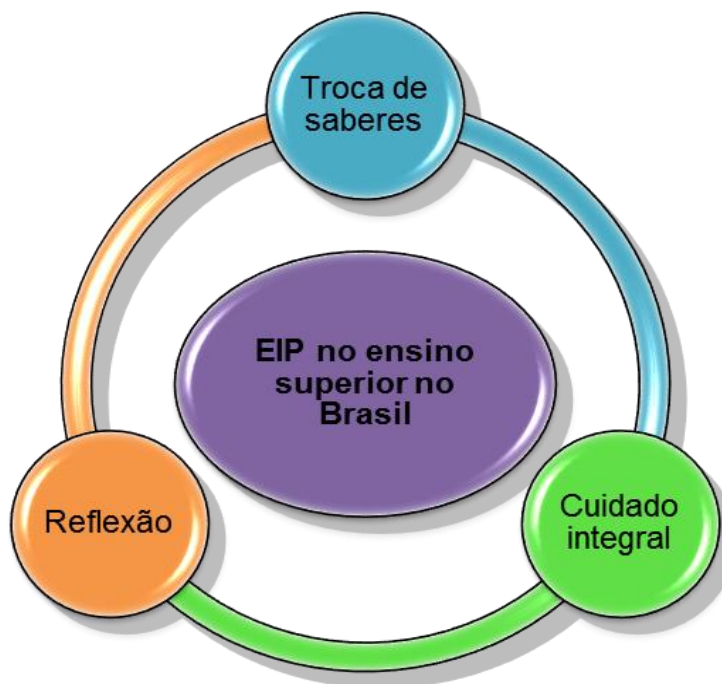 Troca de
saberes
EIP no ensino
superior no
Brasil
Reflexão
Cuidado
integral